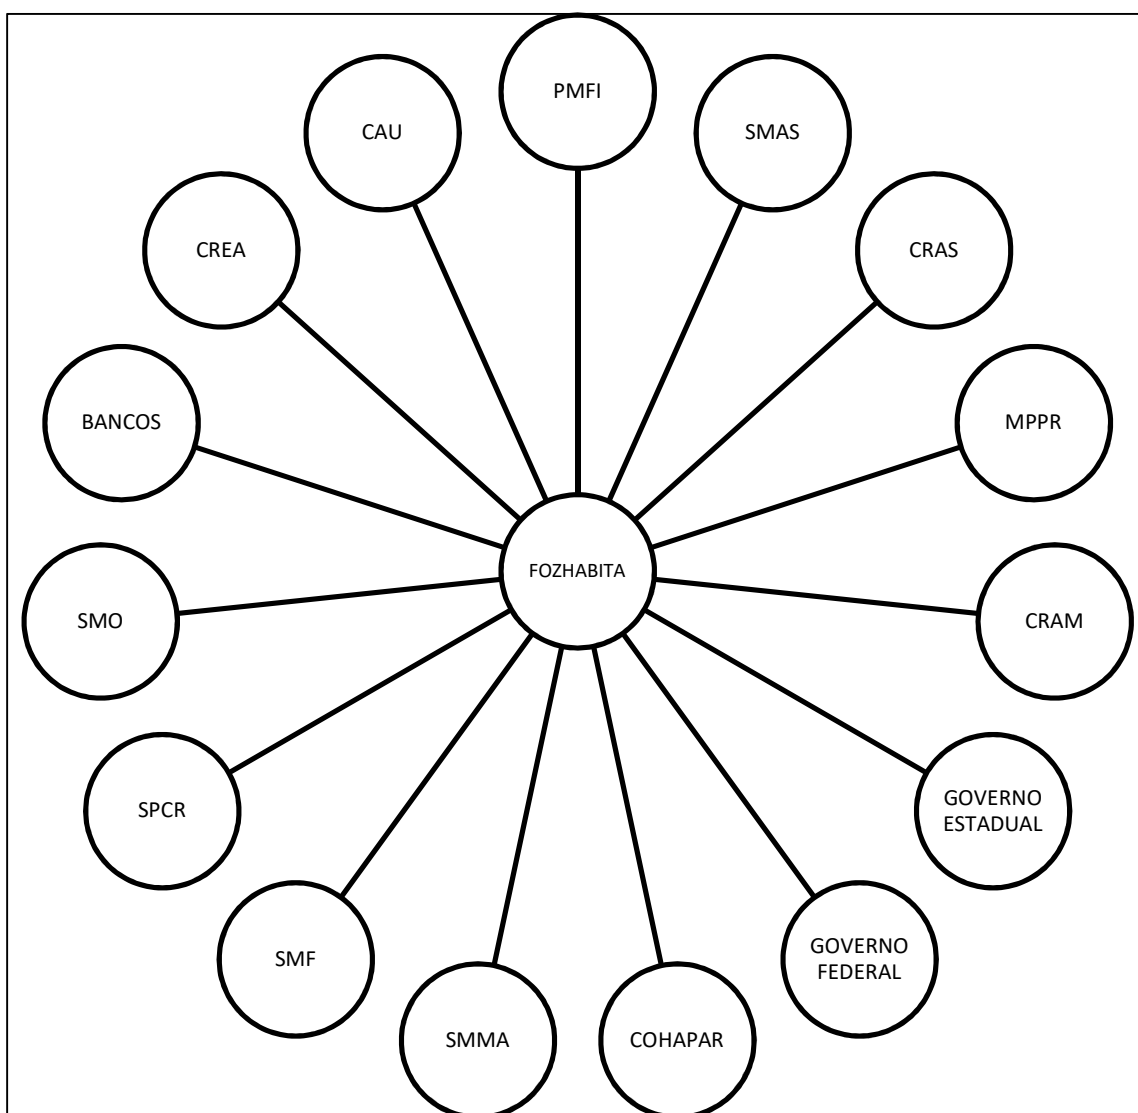 PMFI
SMAS
CRAS
MPPR
CRAM
GOVERNO
ESTADUAL
GOVERNO
FEDERAL
COHAPAR
SMMA
SMF
SPCR
SMO
BANCOS
CREA
CAU
FOZHABITA